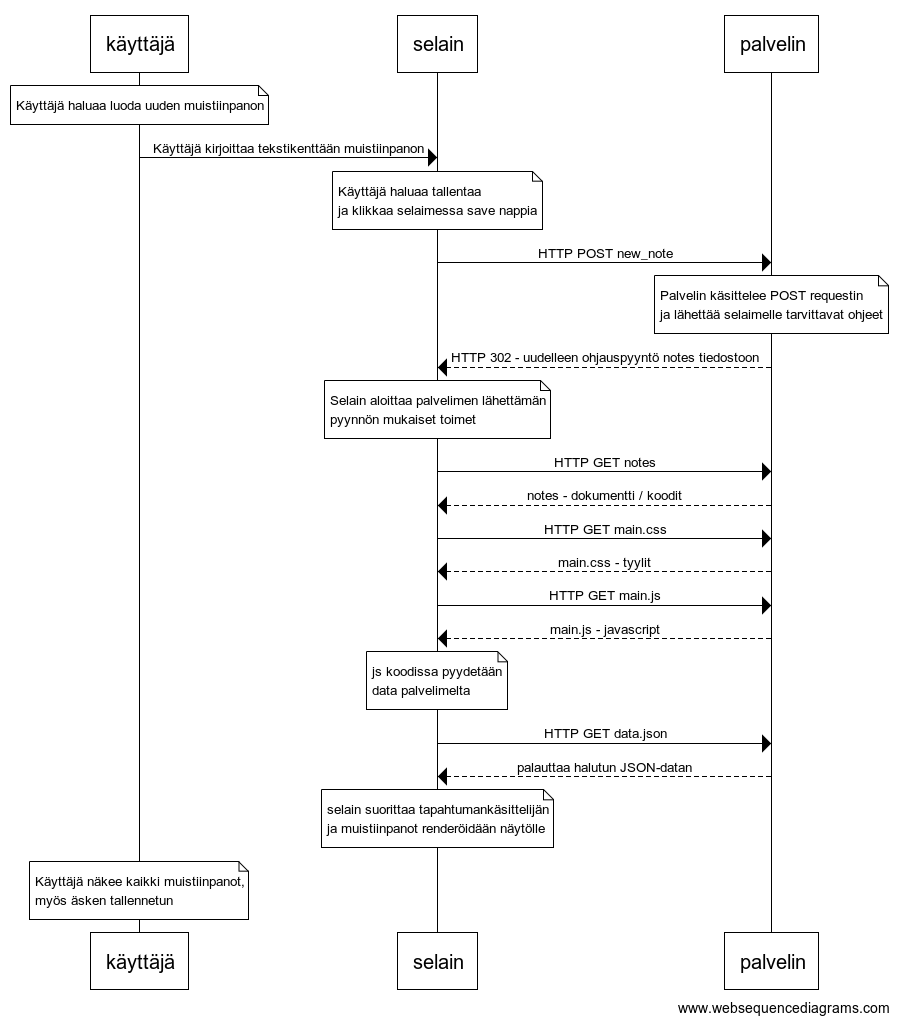 käyttäjä
selain
palvelin
Käyttäjä haluaa luoda uuden muistiinpanon
Käyttäjä kirjoittaa tekstikenttään muistiinpanon
Käyttäjä haluaa tallentaa
ja klikkaa selaimessa save nappia
HTTP POST new_note
Palvelin käsittelee POST requestin
ja lähettää selaimelle tarvittavat ohjeet
HTTP 302 - uudelleen ohjauspyyntö notes tiedostoon
Selain aloittaa palvelimen lähettämän
pyynnön mukaiset toimet
HTTP GET notes
notes - dokumentti / koodit
HTTP GET main.css
main.css - tyylit
HTTP GET main.js
main.js - javascript
js koodissa pyydetään
data palvelimelta
HTTP GET data.json
palauttaa halutun JSON-datan
selain suorittaa tapahtumankäsittelijän
ja muistiinpanot renderöidään näytölle
Käyttäjä näkee kaikki muistiinpanot,
myös äsken tallennetun
käyttäjä
selain
palvelin
www.websequencediagrams.com